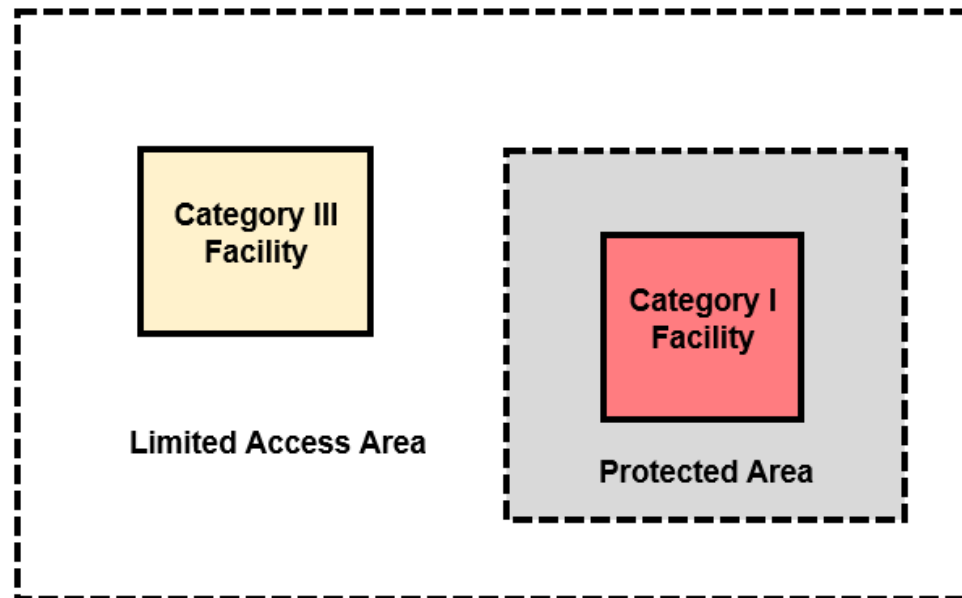 Category III
Facility
Category I
Facility
Limited Access Area
Protected Area